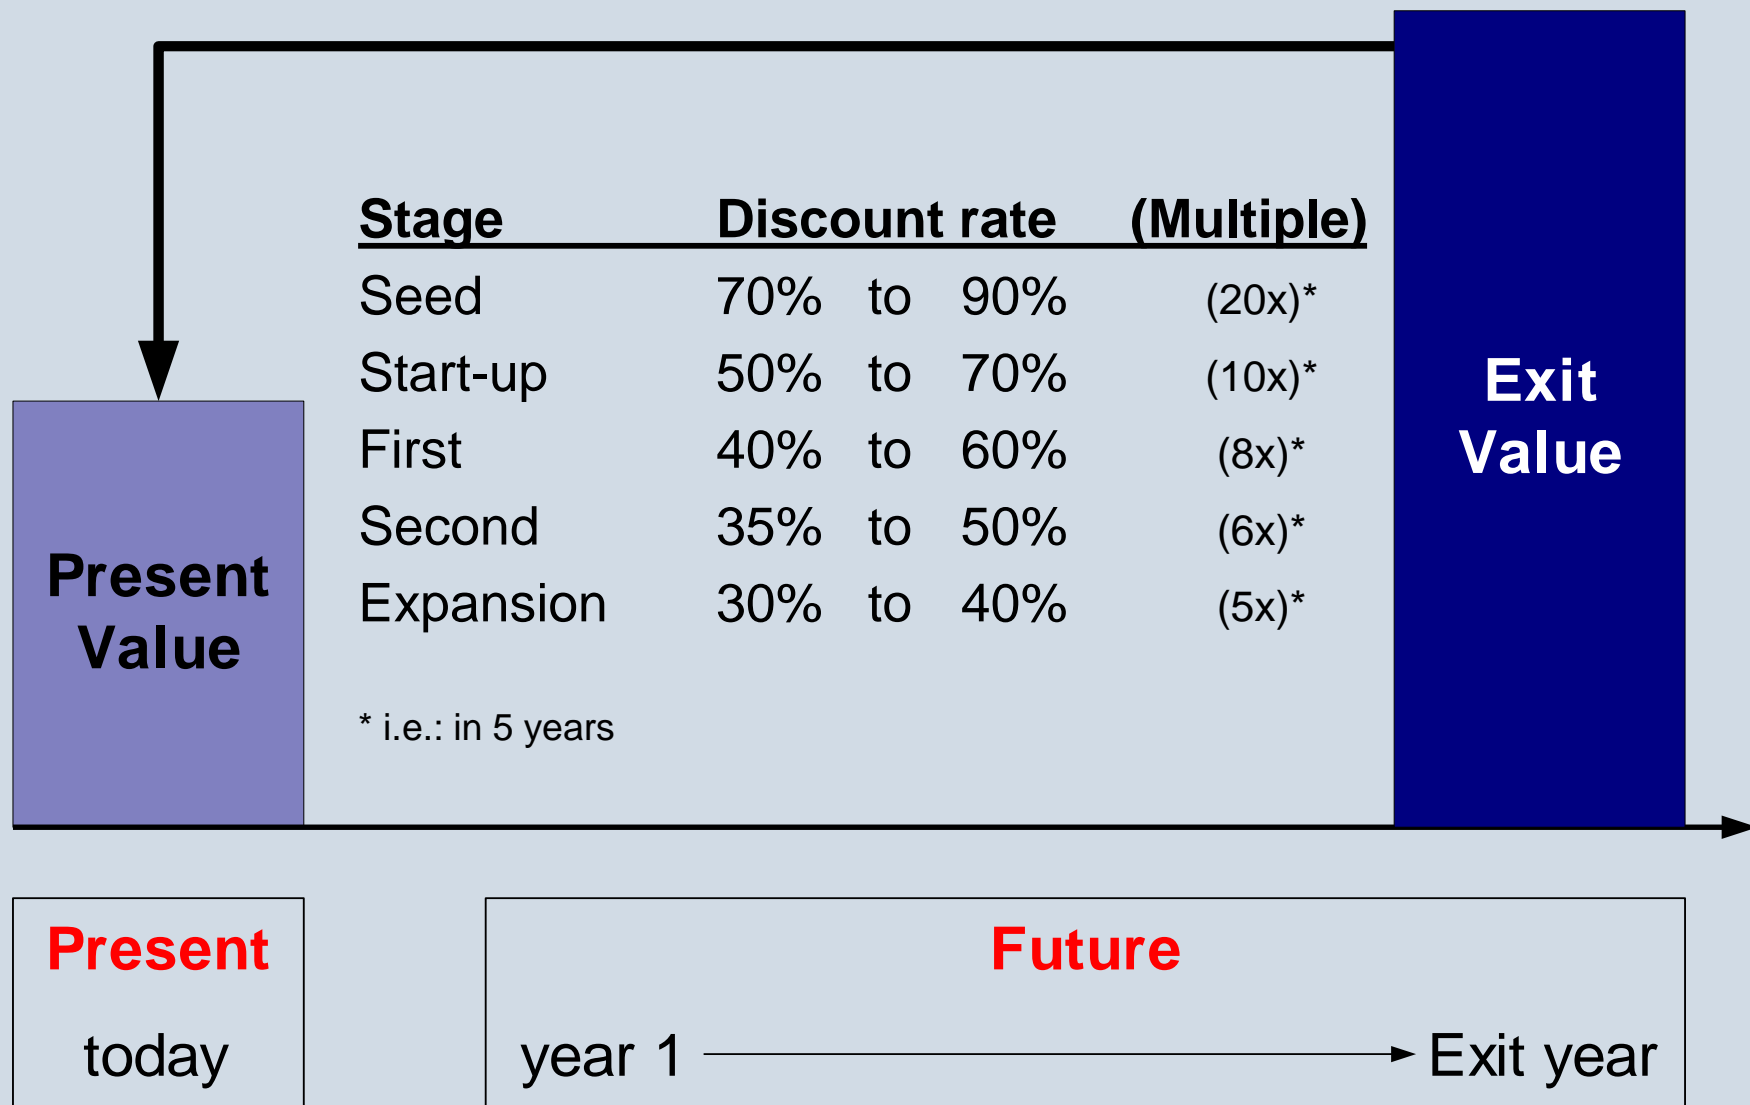 Stage Discount rate (Multiple)
Seed 70% to 90% (20x)*
Start-up 50% to 70% (10x)*
First 40% to 60% (8x)*
Second 35% to 50% (6x)*
Expansion 30% to 40% (5x)*
* i.e.: in 5 years
Present
Value
Exit
Value
Present
today
Future
year 1 Exit year